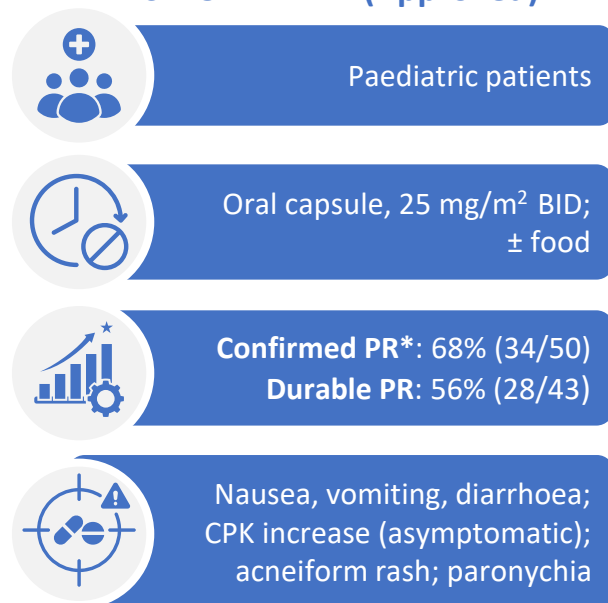 Paediatric patients
Oral capsule, 25 mg/m² BID;
± food
Confirmed PR*: 68% (34/50)
Durable PR: 56% (28/43)
Nausea, vomiting, diarrhoea;
CPK increase (asymptomatic);
acneiform rash; paronychia